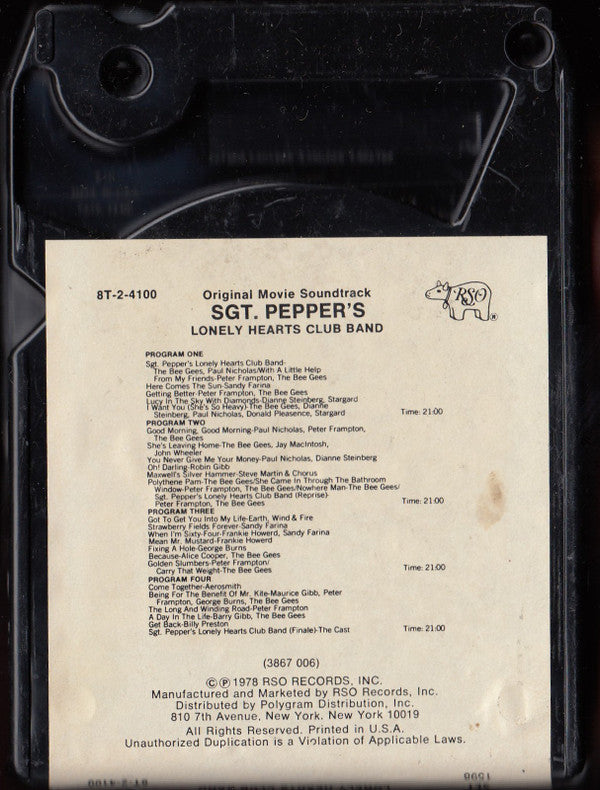 8T-2-4100
Original Movie Soundtrack
SGT. PEPPER'S
LONELY HEARTS CLUB BAND
RSO
®
PROGRAM ONE
Sgt. Pepper's Lonely Hearts Club Band-
The Bee Gees, Paul Nicholas/With A Little Help
From My Friends-Peter Frampton, The Bee Gees
Here Comes The Sun-Sandy Farina
Getting Better-Peter Frampton, The Bee Gees
Lucy In The Sky With Diamonds-Dianne Steinberg, Stargard
I Want You (She's So Heavy)-The Bee Gees, Dianne
Steinberg, Paul Nicholas, Donald Pleasence, Stargard Time: 21:00
PROGRAM TWO
Good Morning, Good Morning-Paul Nicholas, Peter Frampton,
The Bee Gees
She's Leaving Home-The Bee Gees, Jay MacIntosh,
John Wheeler
You Never Give Me Your Money-Paul Nicholas, Dianne Steinberg
Oh! Darling-Robin Gibb
Maxwell's Silver Hammer-Steve Martin & Chorus
Polythene Pam-The Bee Gees/She Came In Through The Bathroom
Window-Peter Frampton, The Bee Gees/Nowhere Man-The Bee Gees/
Sgt. Pepper's Lonely Hearts Club Band (Reprise)-
Peter Frampton, The Bee Gees Time: 21:00
PROGRAM THREE
Got To Get You Into My Life-Earth, Wind & Fire
Strawberry Fields Forever-Sandy Farina
When I'm Sixty-Four-Frankie Howerd, Sandy Farina
Mean Mr. Mustard-Frankie Howerd
Fixing A Hole-George Burns
Because-Alice Cooper, The Bee Gees
Golden Slumbers-Peter Frampton/
Carry That Weight-The Bee Gees Time: 21:00
PROGRAM FOUR
Come Together-Aerosmith
Being For The Benefit Of Mr. Kite-Maurice Gibb, Peter
Frampton, George Burns, The Bee Gees
The Long And Winding Road-Peter Frampton
A Day In The Life-Barry Gibb, The Bee Gees
Get Back-Billy Preston
Sgt. Pepper's Lonely Hearts Club Band (Finale)-The Cast Time: 21:00
(3867 006)
© ℗ 1978 RSO RECORDS, INC.
Manufactured and Marketed by RSO Records, Inc.
Distributed by Polygram Distribution, Inc.
810 7th Avenue, New York, New York 10019
All Rights Reserved. Printed in U.S.A.
Unauthorized Duplication is a Violation of Applicable Laws.
8T-2-4100